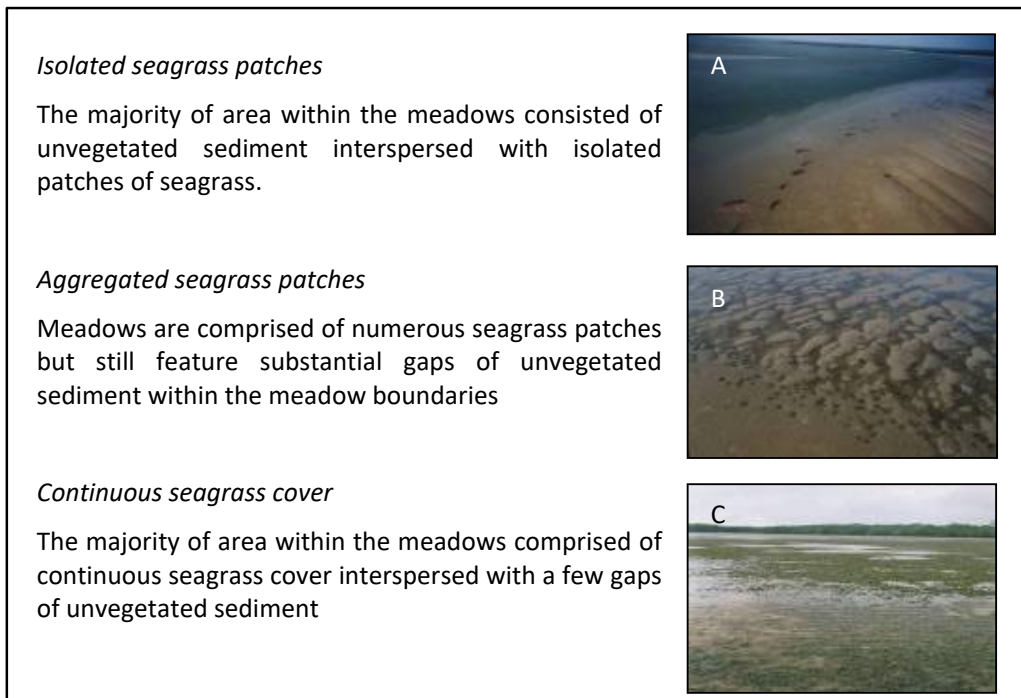 Isolated seagrass patches
A
The majority of area within the meadows consisted of
unvegetated sediment interspersed with isolated
patches of seagrass.
Aggregated seagrass patches
B
Meadows are comprised of numerous seagrass patches
but still feature substantial gaps of unvegetated
sediment within the meadow boundaries
Continuous seagrass cover
C
The majority of area within the meadows comprised of
continuous seagrass cover interspersed with a few gaps
of unvegetated sediment